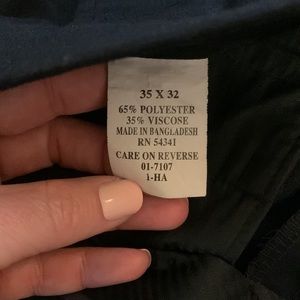 35 X 32
65% POLYESTER
35% VISCOSE
MADE IN BANGLADESH
RN 54341
CARE ON REVERSE
01-7107
1-HA